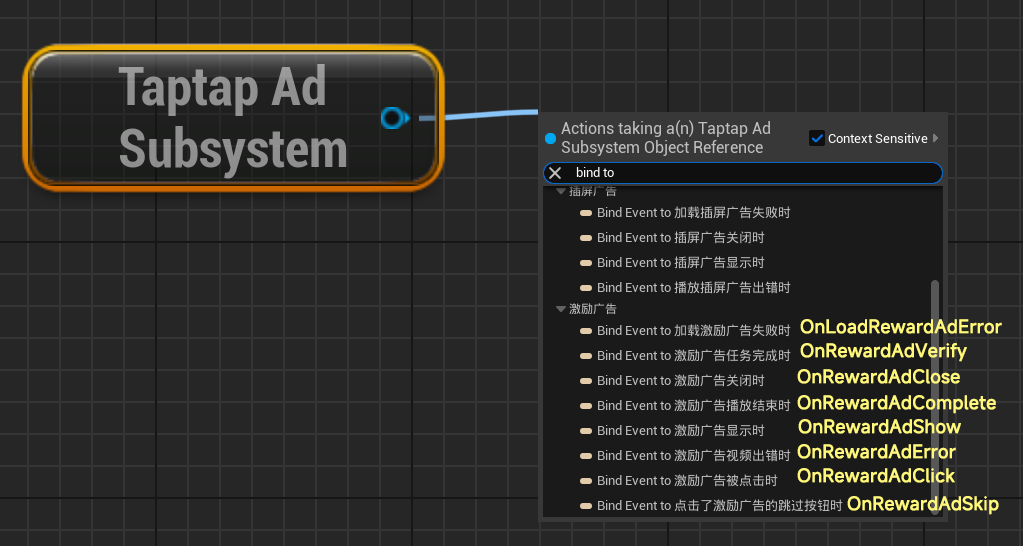 Taptap Ad
Subsystem
Actions taking a(n) Taptap Ad
Subsystem Object Reference
Context Sensitive
bind to
插屏广告
Bind Event to 加载插屏广告失败时
Bind Event to 插屏广告关闭时
Bind Event to 插屏广告显示时
Bind Event to 播放插屏广告出错时
激励广告
Bind Event to 加载激励广告失败时 OnLoadRewardAdError
Bind Event to 激励广告任务完成时 OnRewardAdVerify
Bind Event to 激励广告关闭时 OnRewardAdClose
Bind Event to 激励广告播放结束时 OnRewardAdComplete
Bind Event to 激励广告显示时 OnRewardAdShow
Bind Event to 激励广告视频出错时 OnRewardAdError
Bind Event to 激励广告被点击时 OnRewardAdClick
Bind Event to 点击了激励广告的跳过按钮时 OnRewardAdSkip